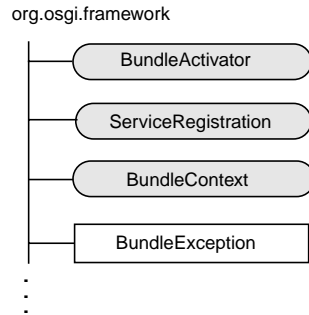 org.osgi.framework
BundleActivator
ServiceRegistration
BundleContext
BundleException